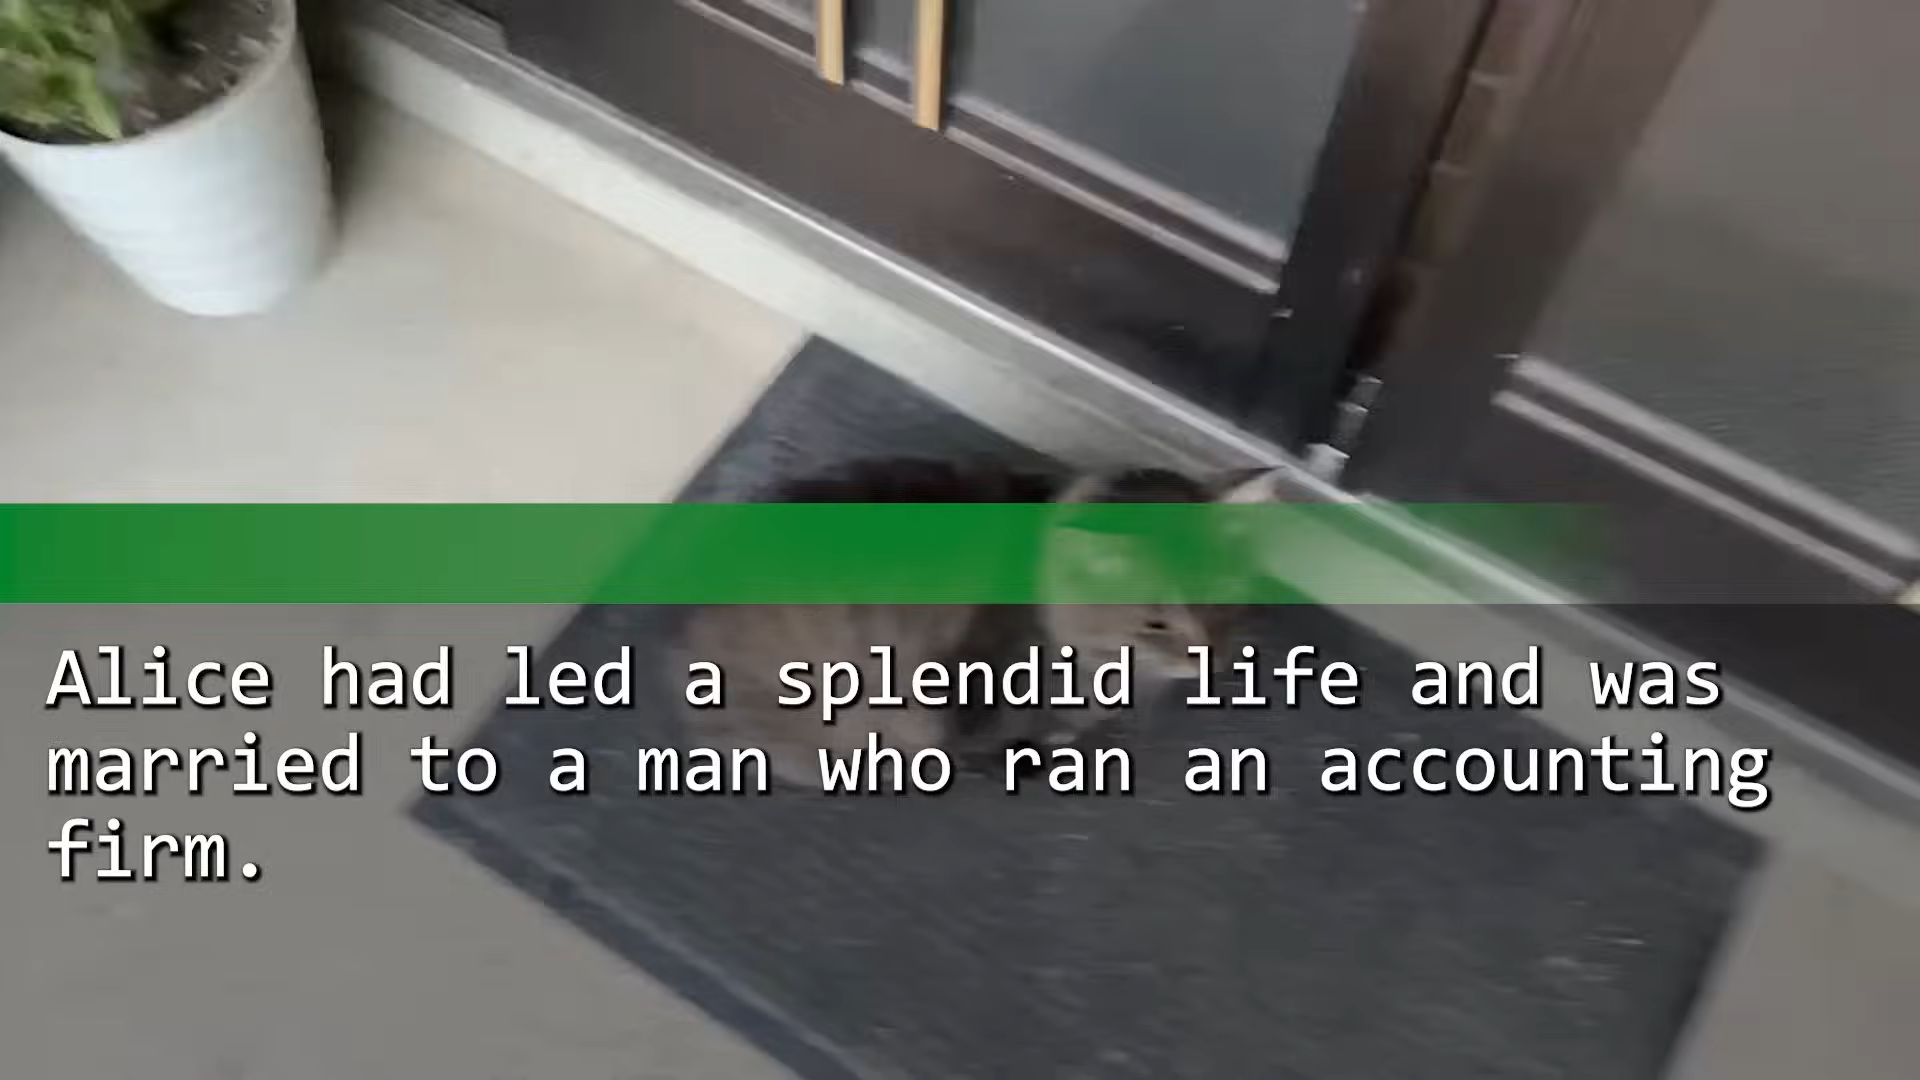 Alice had led a splendid life and was
married to a man who ran an accounting
firm.